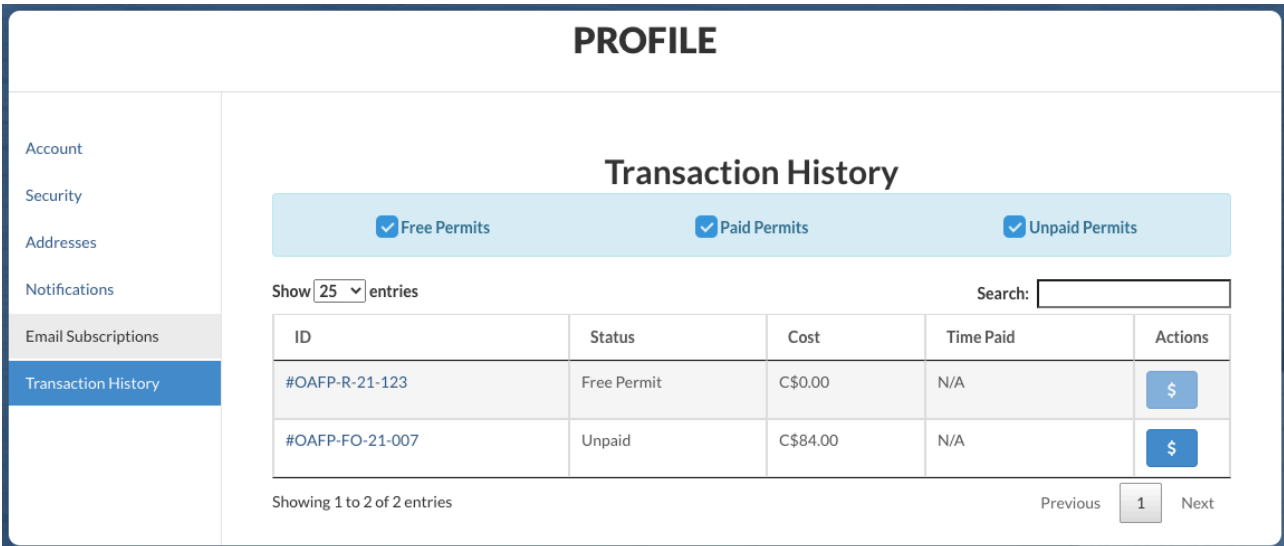 PROFILE
Account
Security
Addresses
Notifications
Email Subscriptions
Transaction History
Transaction History
Free Permits Paid Permits Unpaid Permits
Show 25 entries Search:
ID Status Cost Time Paid Actions
#OAFP-R-21-123 Free Permit C$0.00 N/A $
#OAFP-FO-21-007 Unpaid C$84.00 N/A $
Showing 1 to 2 of 2 entries Previous 1 Next